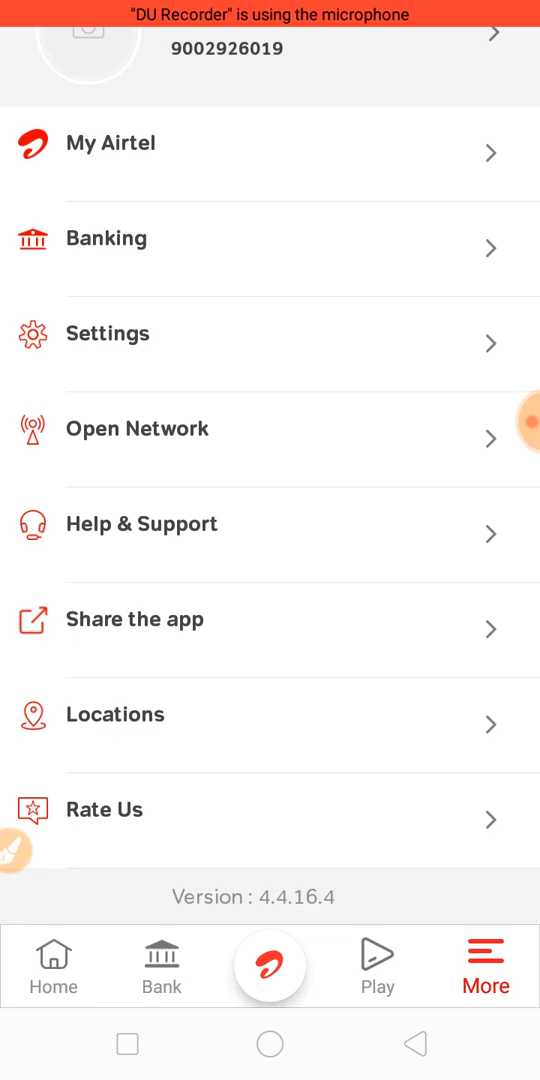 "DU Recorder" is using the microphone
9002926019
My Airtel
Banking
Settings
Open Network
Help & Support
Share the app
Locations
Rate Us
Version : 4.4.16.4
Home
Bank
Play
More